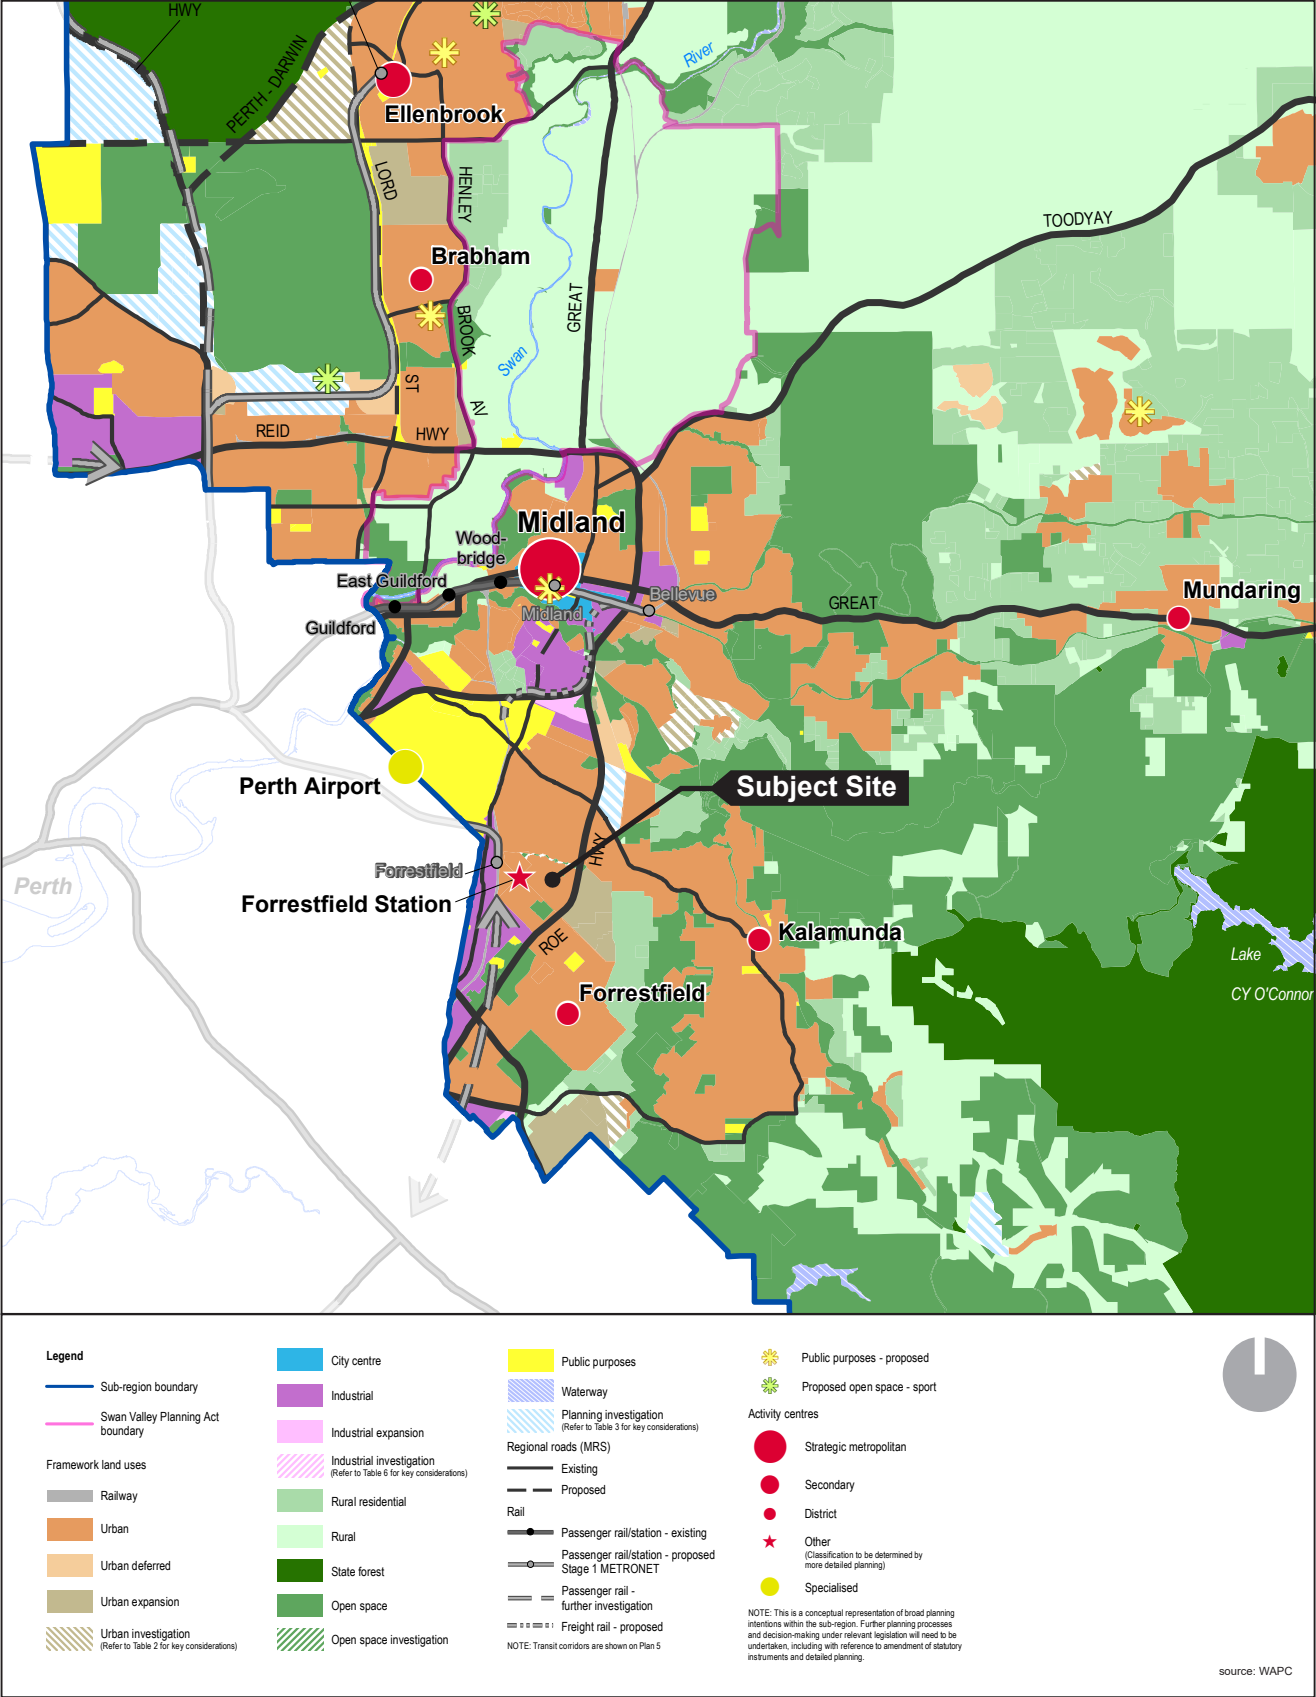 HWY
PERTH - DARWIN
River
Ellenbrook
LORD
HENLEY
TOODYAY
Brabham
GREAT
BROOK
Swan
ST
AV
REID
HWY
Midland
Wood-
bridge
East Guildford
Bellevue
Mundaring
GREAT
Midland
Guildford
Perth Airport
Subject Site
HWY
Forrestfield
Perth
Forrestfield Station
Kalamunda
ROE
Lake
CY O'Connor
Forrestfield
Legend
Sub-region boundary
Swan Valley Planning Act
boundary
Framework land uses
Railway
Urban
Urban deferred
Urban expansion
Urban investigation
(Refer to Table 2 for key considerations)
City centre
Industrial
Industrial expansion
Industrial investigation
(Refer to Table 6 for key considerations)
Rural residential
Rural
State forest
Open space
Open space investigation
Public purposes
Waterway
Planning investigation
(Refer to Table 3 for key considerations)
Regional roads (MRS)
Existing
Proposed
Rail
Passenger rail/station - existing
Passenger rail/station - proposed
Stage 1 METRONET
Passenger rail -
further investigation
Freight rail - proposed
NOTE: Transit corridors are shown on Plan 5
Public purposes - proposed
Proposed open space - sport
Activity centres
Strategic metropolitan
Secondary
District
Other
(Classification to be determined by
more detailed planning)
Specialised
NOTE: This is a conceptual representation of broad planning
intentions within the sub-region. Further planning processes
and decision-making under relevant legislation will need to be
undertaken, including with reference to amendment of statutory
instruments and detailed planning.
source: WAPC